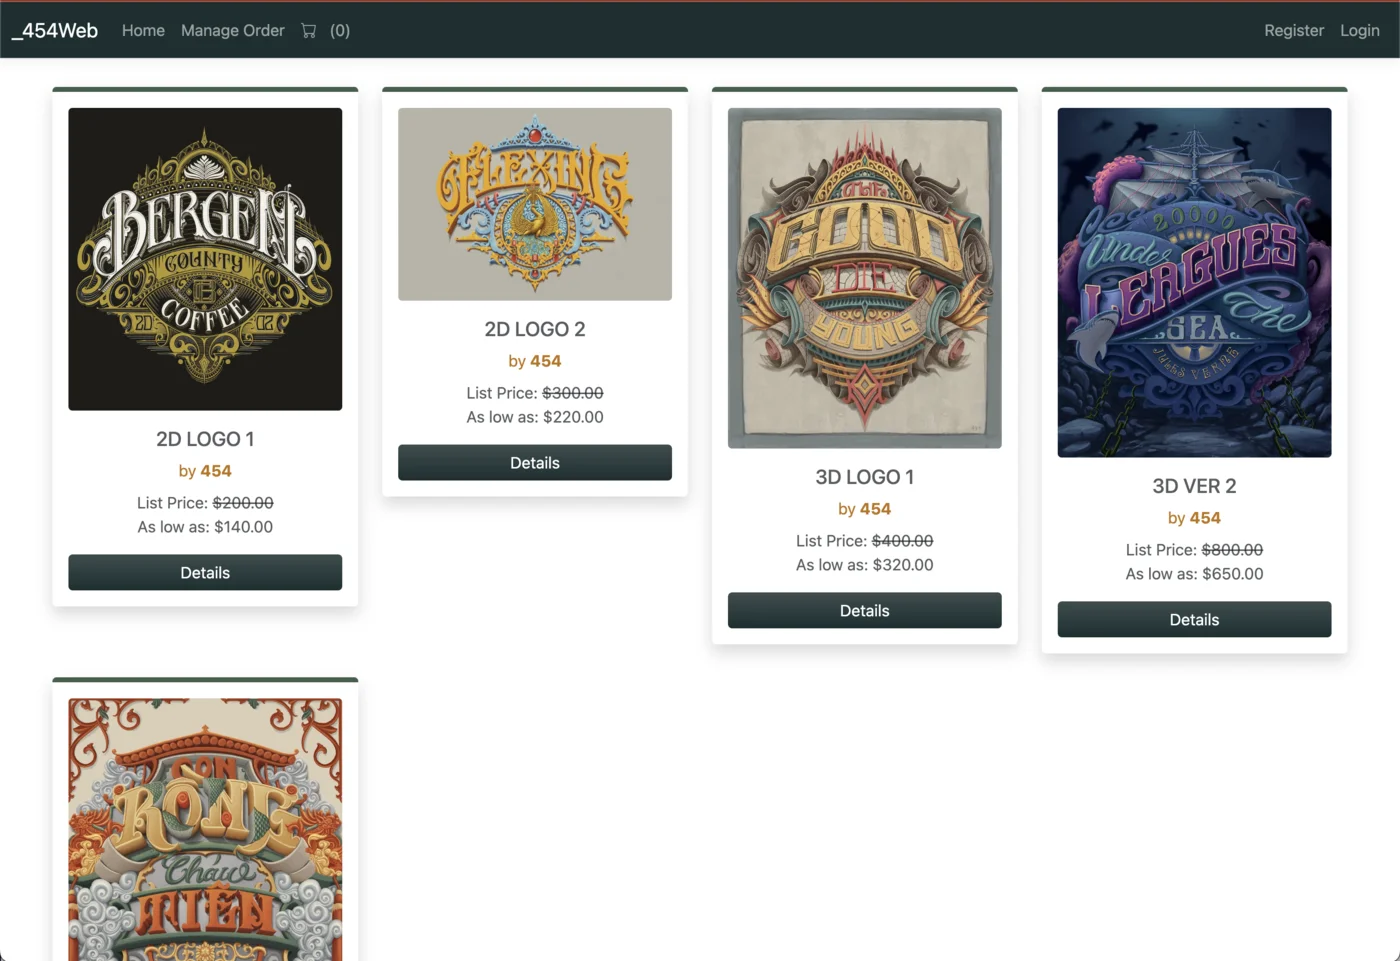 _454Web Home Manage Order (0) Register Login
BERGEN
COUNTY
COFFEE
20 02
2D LOGO 1
by 454
List Price: $200.00
As low as: $140.00
Details
FLEXING
2D LOGO 2
by 454
List Price: $300.00
As low as: $220.00
Details
THE
GOOD
DIE
YOUNG
3D LOGO 1
by 454
List Price: $400.00
As low as: $320.00
Details
20000
LEAGUES
Under
The
SEA
JULES VERNE
3D VER 2
by 454
List Price: $800.00
As low as: $650.00
Details
CON
RỒNG
Cháu
TIÊN